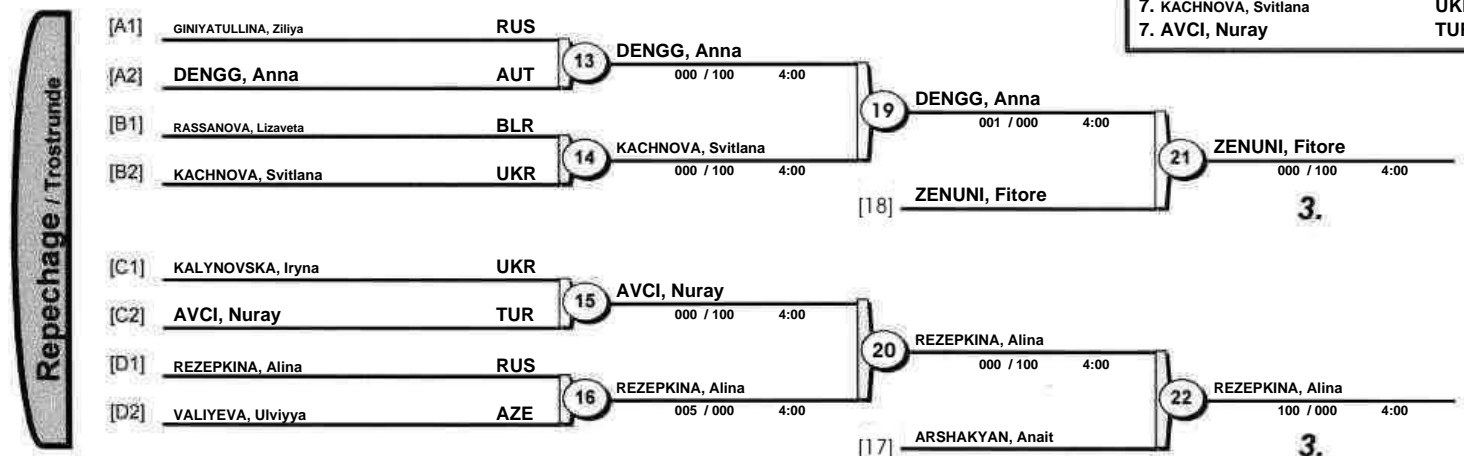 7. KACHNOVA, Svitlana
7. AVCI, Nuray
Repechage / Trostrunde
[A1] GINIYATULLINA, Ziliya RUS
[A2] DENGG, Anna AUT
13 DENGG, Anna
000 / 100 4:00
[B1] RASSANOVA, Lizaveta BLR
[B2] KACHNOVA, Svitlana UKR
14 KACHNOVA, Svitlana
000 / 100 4:00
19 DENGG, Anna
001 / 000 4:00
[18] ZENUNI, Fitore
21 ZENUNI, Fitore
000 / 100 4:00
3.
[C1] KALYNOVSKA, Iryna UKR
[C2] AVCI, Nuray TUR
15 AVCI, Nuray
000 / 100 4:00
[D1] REZEPKINA, Alina RUS
[D2] VALIYEVA, Ulviyya AZE
16 REZEPKINA, Alina
005 / 000 4:00
20 REZEPKINA, Alina
000 / 100 4:00
[17] ARSHAKYAN, Anait
22 REZEPKINA, Alina
100 / 000 4:00
3.